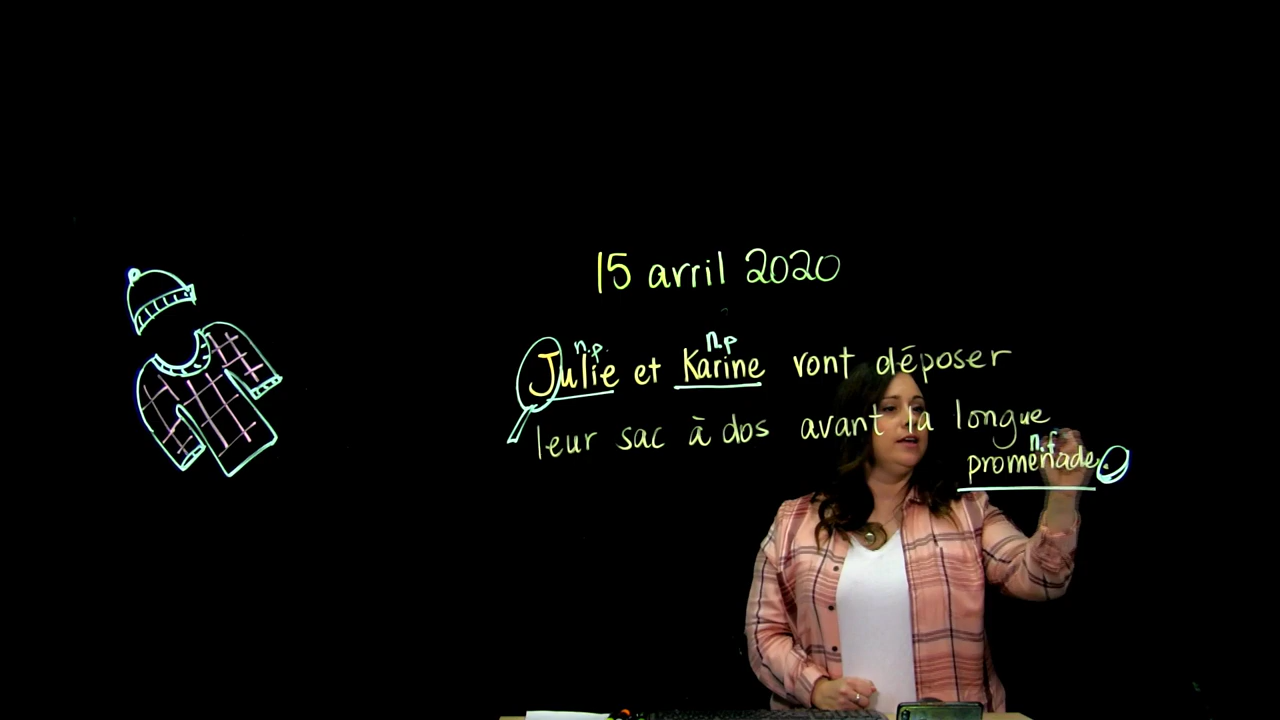 15 avril 2020
n.p. n.p
Julie et Karine vont déposer
leur sac à dos avant la longue
n.f
promenade.